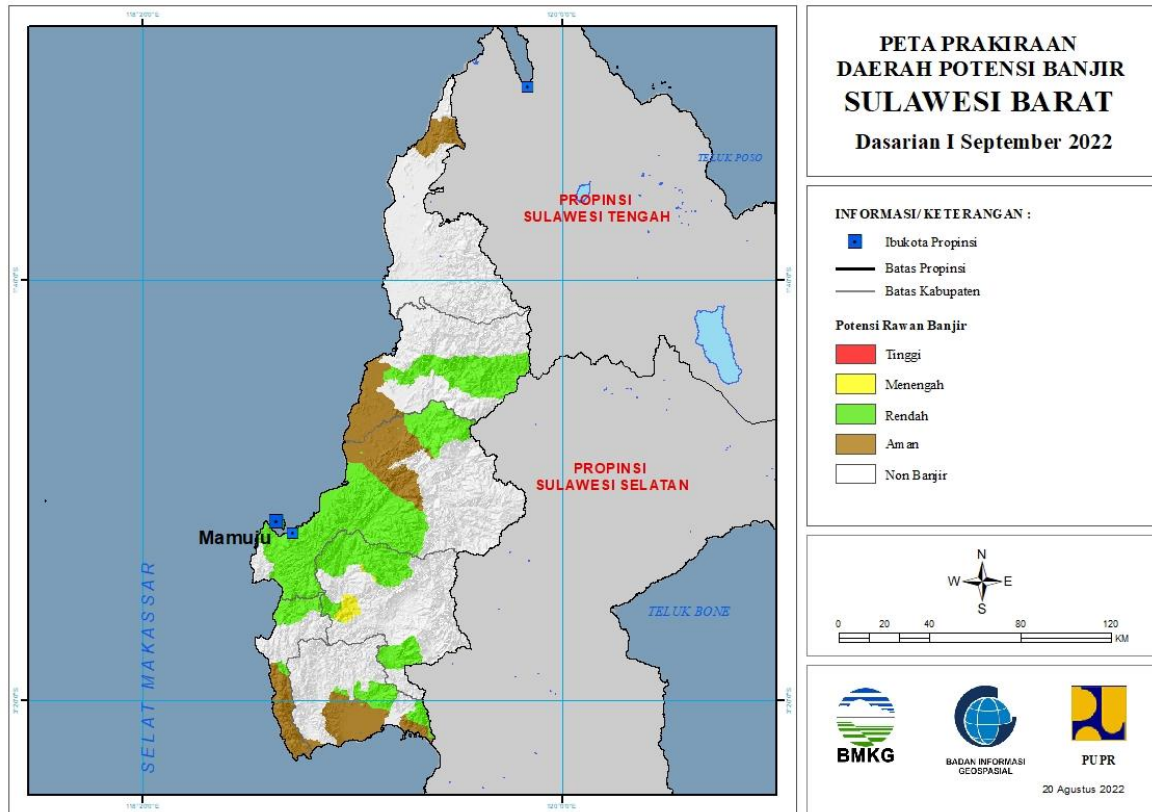 PETA PRAKIRAAN
DAERAH POTENSI BANJIR
SULAWESI BARAT
Dasarian I September 2022
INFORMASI/ KETERANGAN :
Ibukota Propinsi
Batas Propinsi
Batas Kabupaten
Potensi Rawan Banjir
Tinggi
Menengah
Rendah
Aman
Non Banjir
N
W E
S
0 20 40 80 120
KM
BMKG
BADAN INFORMASI
GEOSPASIAL
PU PR
20 Agustus 2022
TELUK POSO
PROPINSI
SULAWESI TENGAH
PROPINSI
SULAWESI SELATAN
Mamuju
SELAT MAKASSAR
TELUK BONE